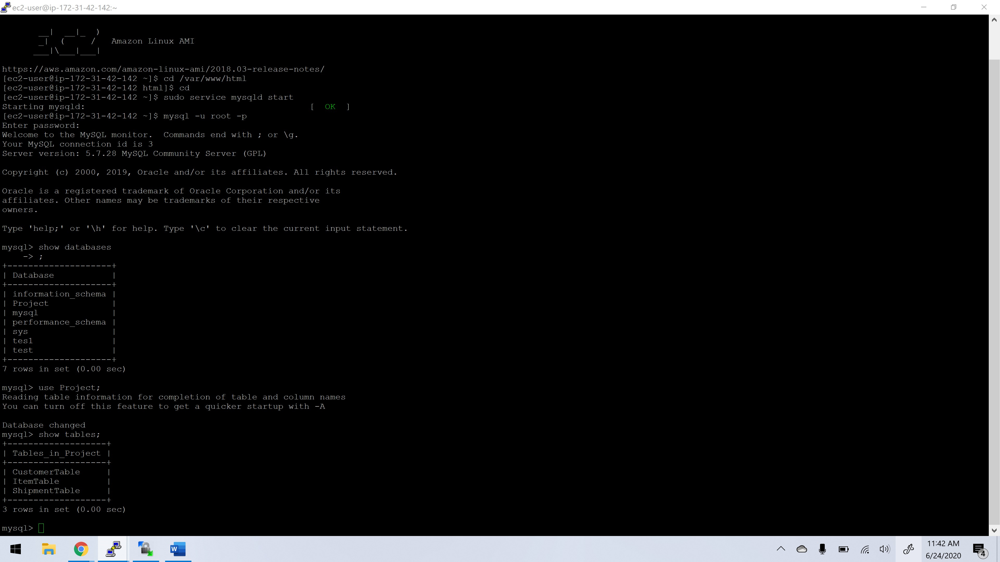 ec2-user@ip-172-31-42-142:~
       __|  __|_  )
       _|  (     /   Amazon Linux AMI
      ___|\___|___|
https://aws.amazon.com/amazon-linux-ami/2018.03-release-notes/
[ec2-user@ip-172-31-42-142 ~]$ cd /var/www/html
[ec2-user@ip-172-31-42-142 html]$ cd
[ec2-user@ip-172-31-42-142 ~]$ sudo service mysqld start
Starting mysqld:                                           [  OK  ]
[ec2-user@ip-172-31-42-142 ~]$ mysql -u root -p
Enter password:
Welcome to the MySQL monitor.  Commands end with ; or \g.
Your MySQL connection id is 3
Server version: 5.7.28 MySQL Community Server (GPL)
Copyright (c) 2000, 2019, Oracle and/or its affiliates. All rights reserved.
Oracle is a registered trademark of Oracle Corporation and/or its
affiliates. Other names may be trademarks of their respective
owners.
Type 'help;' or '\h' for help. Type '\c' to clear the current input statement.
mysql> show databases
    -> ;
+--------------------+
| Database           |
+--------------------+
| information_schema |
| Project            |
| mysql              |
| performance_schema |
| sys                |
| tes1               |
| test               |
+--------------------+
7 rows in set (0.00 sec)
mysql> use Project;
Reading table information for completion of table and column names
You can turn off this feature to get a quicker startup with -A
Database changed
mysql> show tables;
+-------------------+
| Tables_in_Project |
+-------------------+
| CustomerTable     |
| ItemTable         |
| ShipmentTable     |
+-------------------+
3 rows in set (0.00 sec)
mysql>
W
11:42 AM
6/24/2020
4